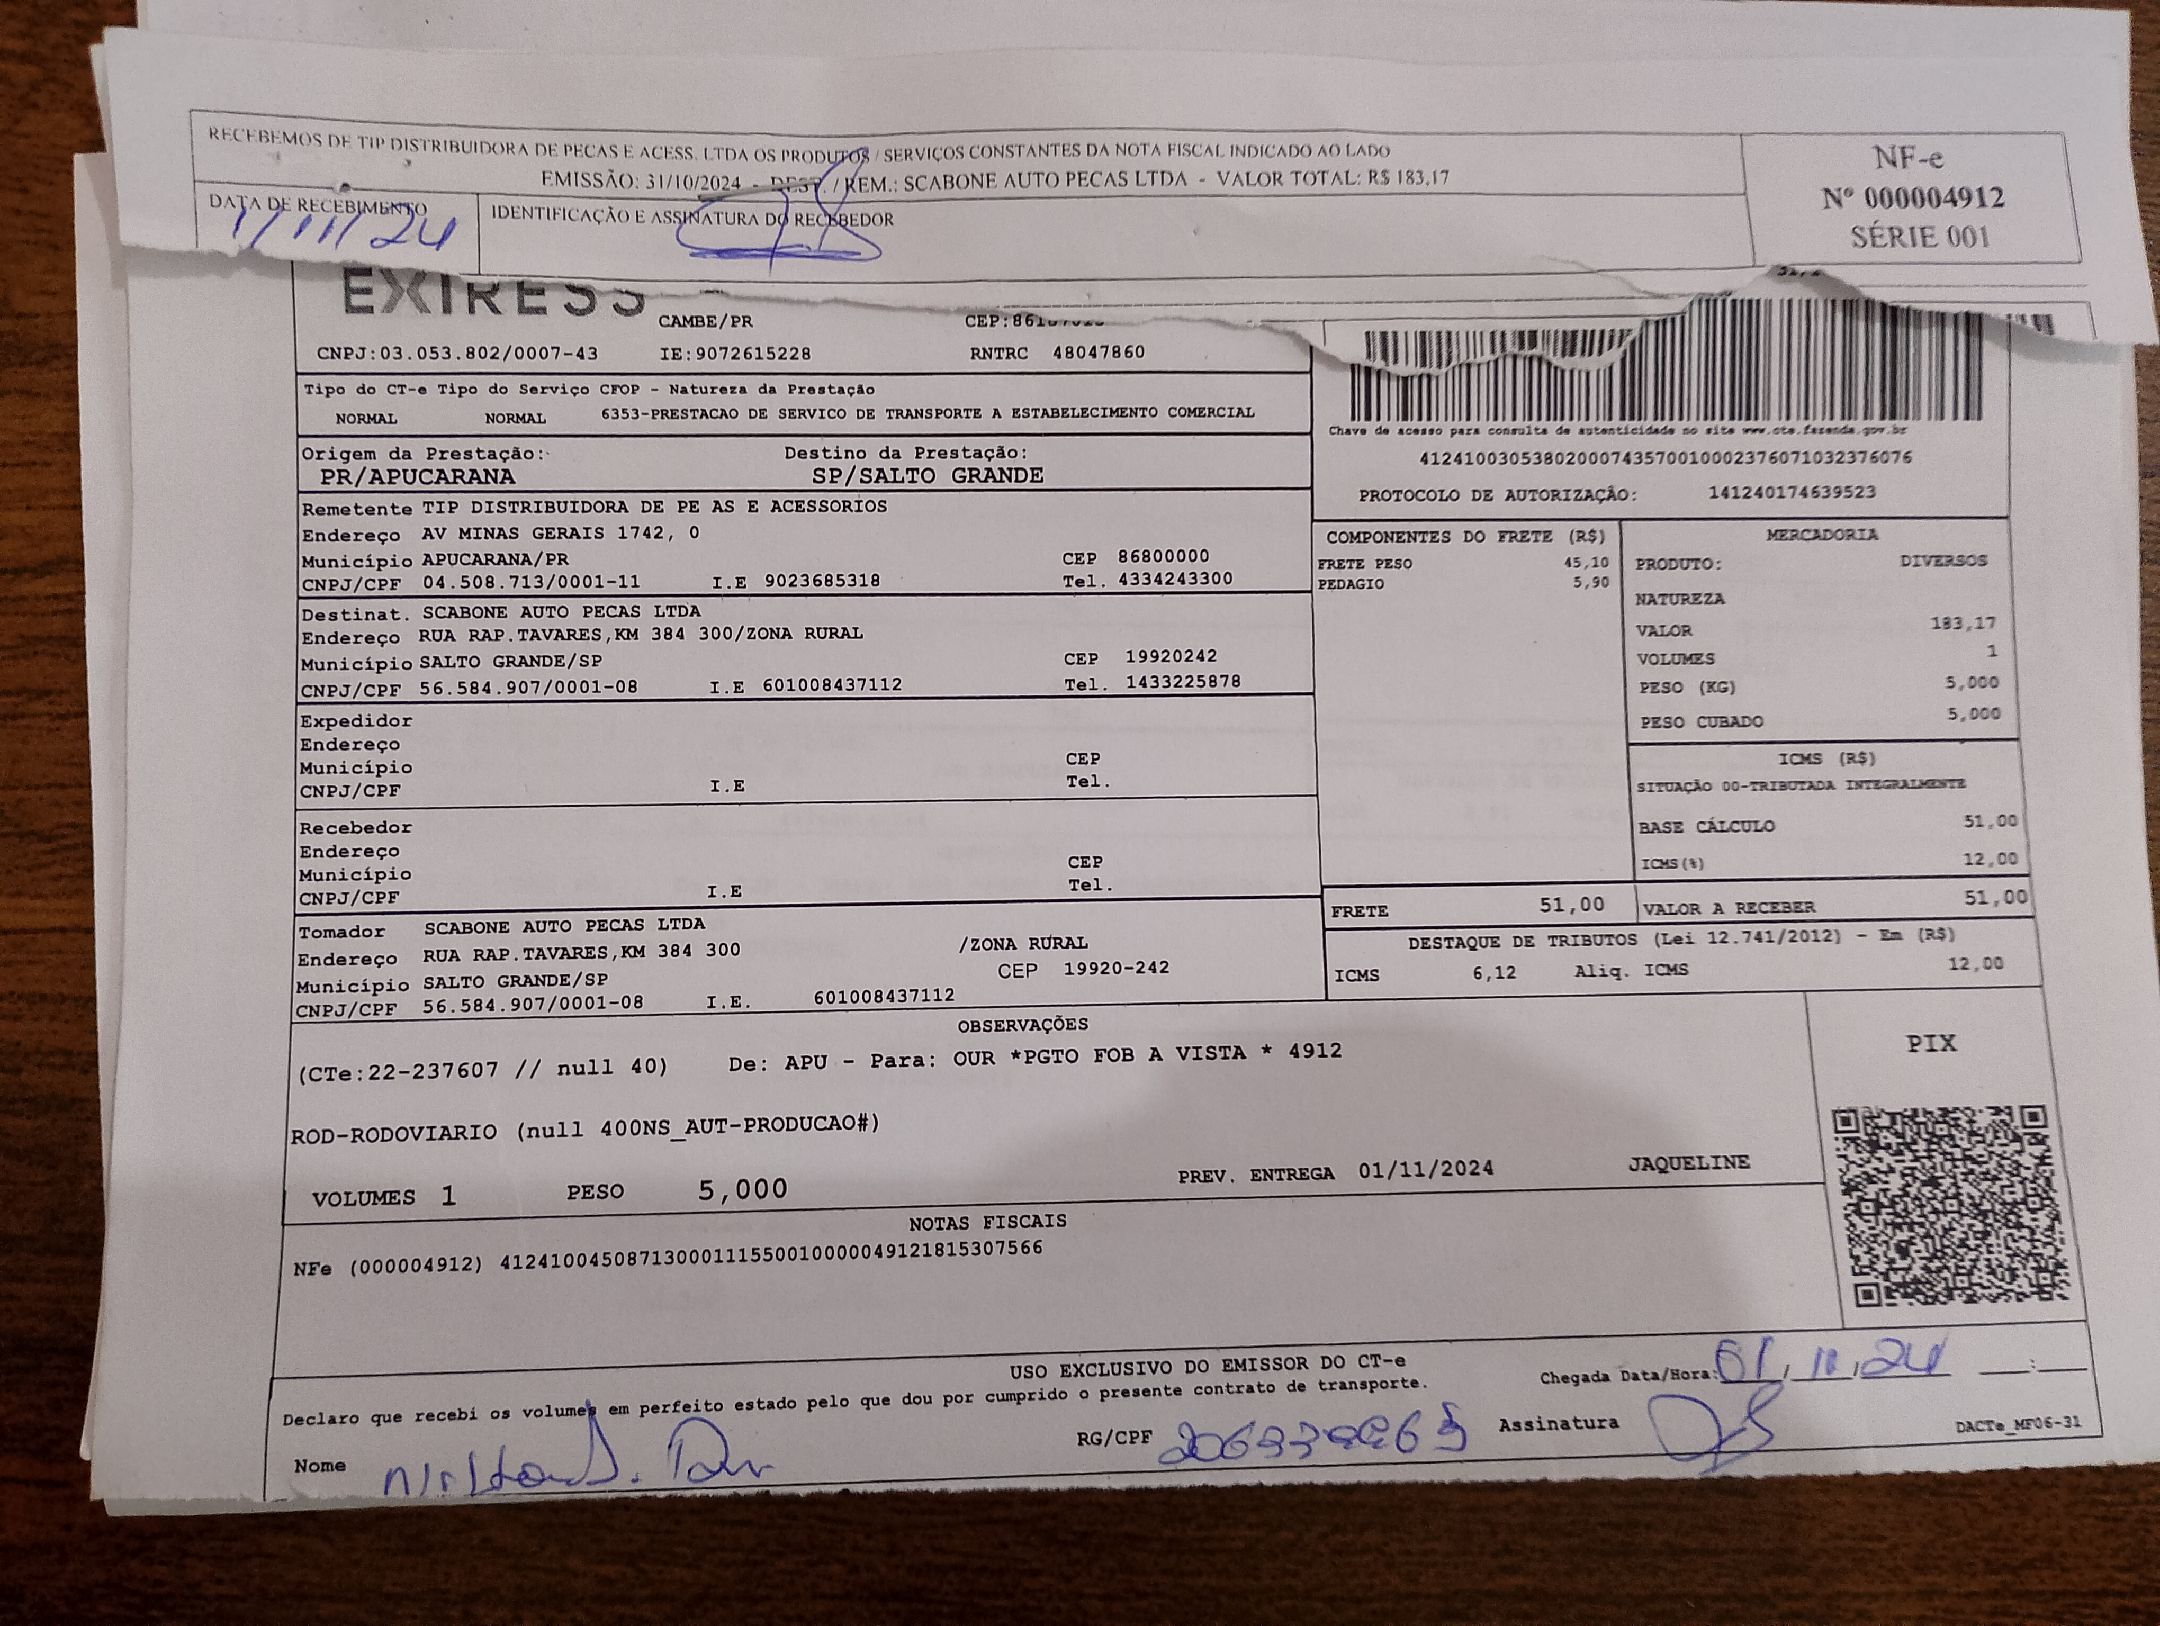 RECEBEMOS DE TIP DISTRIBUIDORA DE PECAS E ACESS. LTDA OS PRODUTOS / SERVIÇOS CONSTANTES DA NOTA FISCAL INDICADO AO LADO
EMISSÃO: 31/10/2024 - DEST. / REM.: SCABONE AUTO PECAS LTDA - VALOR TOTAL: R$ 183,17
DATA DE RECEBIMENTO
1/11/24
IDENTIFICAÇÃO E ASSINATURA DO RECEBEDOR
NF-e
Nº 000004912
SÉRIE 001
CAMBE/PR CEP:
CNPJ:03.053.802/0007-43 IE:9072615228 RNTRC 48047860
Tipo do CT-e Tipo do Serviço CFOP - Natureza da Prestação
NORMAL NORMAL 6353-PRESTACAO DE SERVICO DE TRANSPORTE A ESTABELECIMENTO COMERCIAL
Chave de acesso para consulta de autenticidade no site www.cte.fazenda.gov.br
41241003053802000743570010002376071032376076
PROTOCOLO DE AUTORIZAÇÃO: 141240174639523
Origem da Prestação: Destino da Prestação:
PR/APUCARANA SP/SALTO GRANDE
Remetente TIP DISTRIBUIDORA DE PE AS E ACESSORIOS
Endereço AV MINAS GERAIS 1742, 0
Município APUCARANA/PR CEP 86800000
CNPJ/CPF 04.508.713/0001-11 I.E 9023685318 Tel. 4334243300
Destinat. SCABONE AUTO PECAS LTDA
Endereço RUA RAP.TAVARES,KM 384 300/ZONA RURAL
Município SALTO GRANDE/SP CEP 19920242
CNPJ/CPF 56.584.907/0001-08 I.E 601008437112 Tel. 1433225878
Expedidor
Endereço
Município CEP
CNPJ/CPF I.E Tel.
Recebedor
Endereço
Município CEP
CNPJ/CPF I.E Tel.
Tomador SCABONE AUTO PECAS LTDA
Endereço RUA RAP.TAVARES,KM 384 300 /ZONA RURAL
Município SALTO GRANDE/SP CEP 19920-242
CNPJ/CPF 56.584.907/0001-08 I.E. 601008437112
COMPONENTES DO FRETE (R$)
FRETE PESO 45,10
PEDAGIO 5,90
MERCADORIA
PRODUTO: DIVERSOS
NATUREZA
VALOR 183,17
VOLUMES 1
PESO (KG) 5,000
PESO CUBADO 5,000
ICMS (R$)
SITUAÇÃO 00-TRIBUTADA INTEGRALMENTE
BASE CÁLCULO 51,00
ICMS(%) 12,00
FRETE 51,00 VALOR A RECEBER 51,00
DESTAQUE DE TRIBUTOS (Lei 12.741/2012) - Em (R$)
ICMS 6,12 Aliq. ICMS 12,00
OBSERVAÇÕES
(CTe:22-237607 // null 40) De: APU - Para: OUR *PGTO FOB A VISTA * 4912
ROD-RODOVIARIO (null 400NS_AUT-PRODUCAO#)
VOLUMES 1 PESO 5,000 PREV. ENTREGA 01/11/2024 JAQUELINE
PIX
NOTAS FISCAIS
NFe (000004912) 41241004508713000111550010000049121815307566
USO EXCLUSIVO DO EMISSOR DO CT-e
Declaro que recebi os volumes em perfeito estado pelo que dou por cumprido o presente contrato de transporte.
Chegada Data/Hora: 01/11/24 __:__
Nome
RG/CPF
Assinatura
DACTe_MF06-31